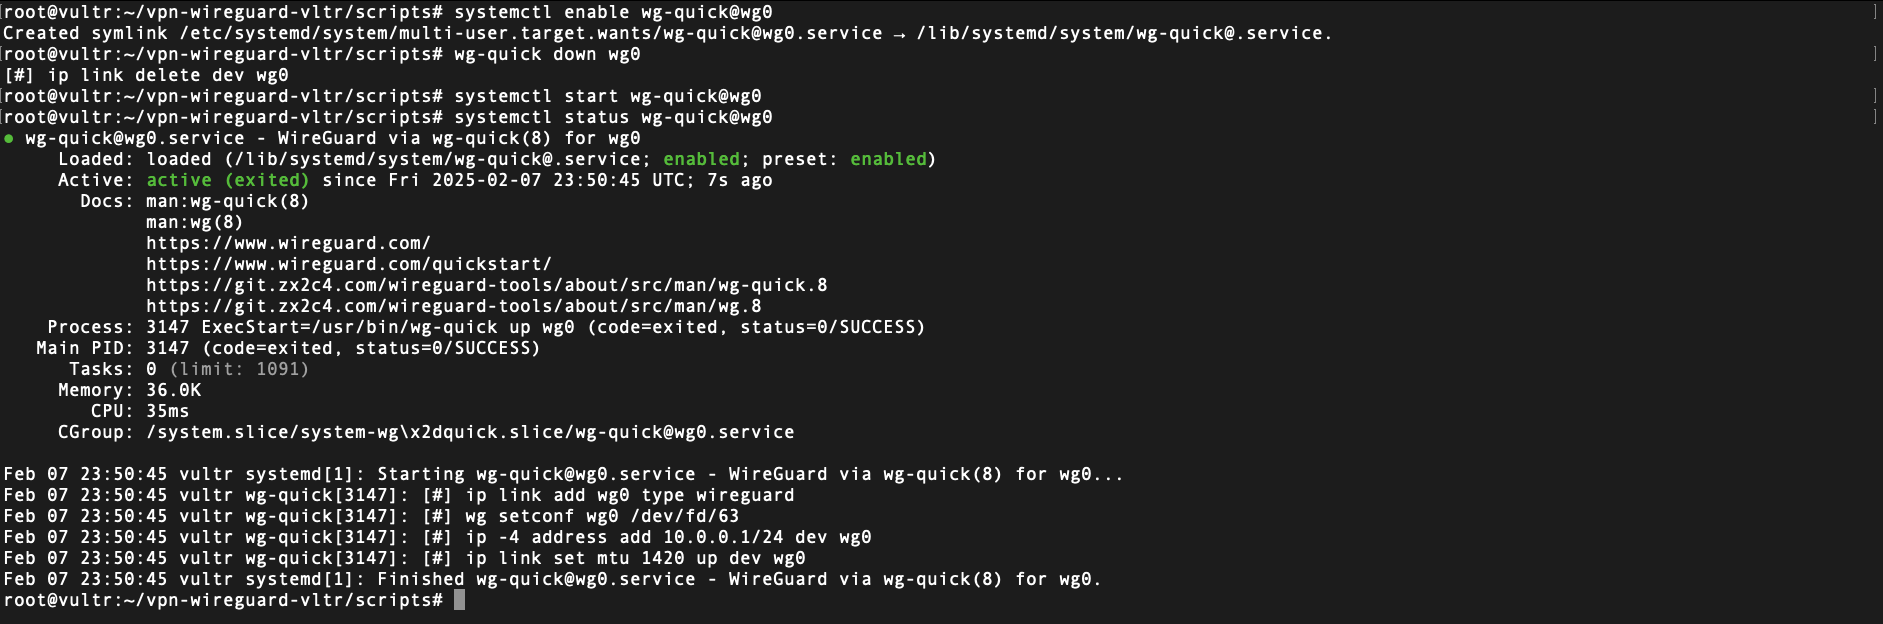 [root@vultr:~/vpn-wireguard-vltr/scripts# systemctl enable wg-quick@wg0 ]
Created symlink /etc/systemd/system/multi-user.target.wants/wg-quick@wg0.service → /lib/systemd/system/wg-quick@.service.
[root@vultr:~/vpn-wireguard-vltr/scripts# wg-quick down wg0 ]
[#] ip link delete dev wg0
[root@vultr:~/vpn-wireguard-vltr/scripts# systemctl start wg-quick@wg0 ]
[root@vultr:~/vpn-wireguard-vltr/scripts# systemctl status wg-quick@wg0 ]
● wg-quick@wg0.service - WireGuard via wg-quick(8) for wg0
Loaded: loaded (/lib/systemd/system/wg-quick@.service; enabled; preset: enabled)
Active: active (exited) since Fri 2025-02-07 23:50:45 UTC; 7s ago
Docs: man:wg-quick(8)
man:wg(8)
https://www.wireguard.com/
https://www.wireguard.com/quickstart/
https://git.zx2c4.com/wireguard-tools/about/src/man/wg-quick.8
https://git.zx2c4.com/wireguard-tools/about/src/man/wg.8
Process: 3147 ExecStart=/usr/bin/wg-quick up wg0 (code=exited, status=0/SUCCESS)
Main PID: 3147 (code=exited, status=0/SUCCESS)
Tasks: 0 (limit: 1091)
Memory: 36.0K
CPU: 35ms
CGroup: /system.slice/system-wg\x2dquick.slice/wg-quick@wg0.service
Feb 07 23:50:45 vultr systemd[1]: Starting wg-quick@wg0.service - WireGuard via wg-quick(8) for wg0...
Feb 07 23:50:45 vultr wg-quick[3147]: [#] ip link add wg0 type wireguard
Feb 07 23:50:45 vultr wg-quick[3147]: [#] wg setconf wg0 /dev/fd/63
Feb 07 23:50:45 vultr wg-quick[3147]: [#] ip -4 address add 10.0.0.1/24 dev wg0
Feb 07 23:50:45 vultr wg-quick[3147]: [#] ip link set mtu 1420 up dev wg0
Feb 07 23:50:45 vultr systemd[1]: Finished wg-quick@wg0.service - WireGuard via wg-quick(8) for wg0.
root@vultr:~/vpn-wireguard-vltr/scripts#